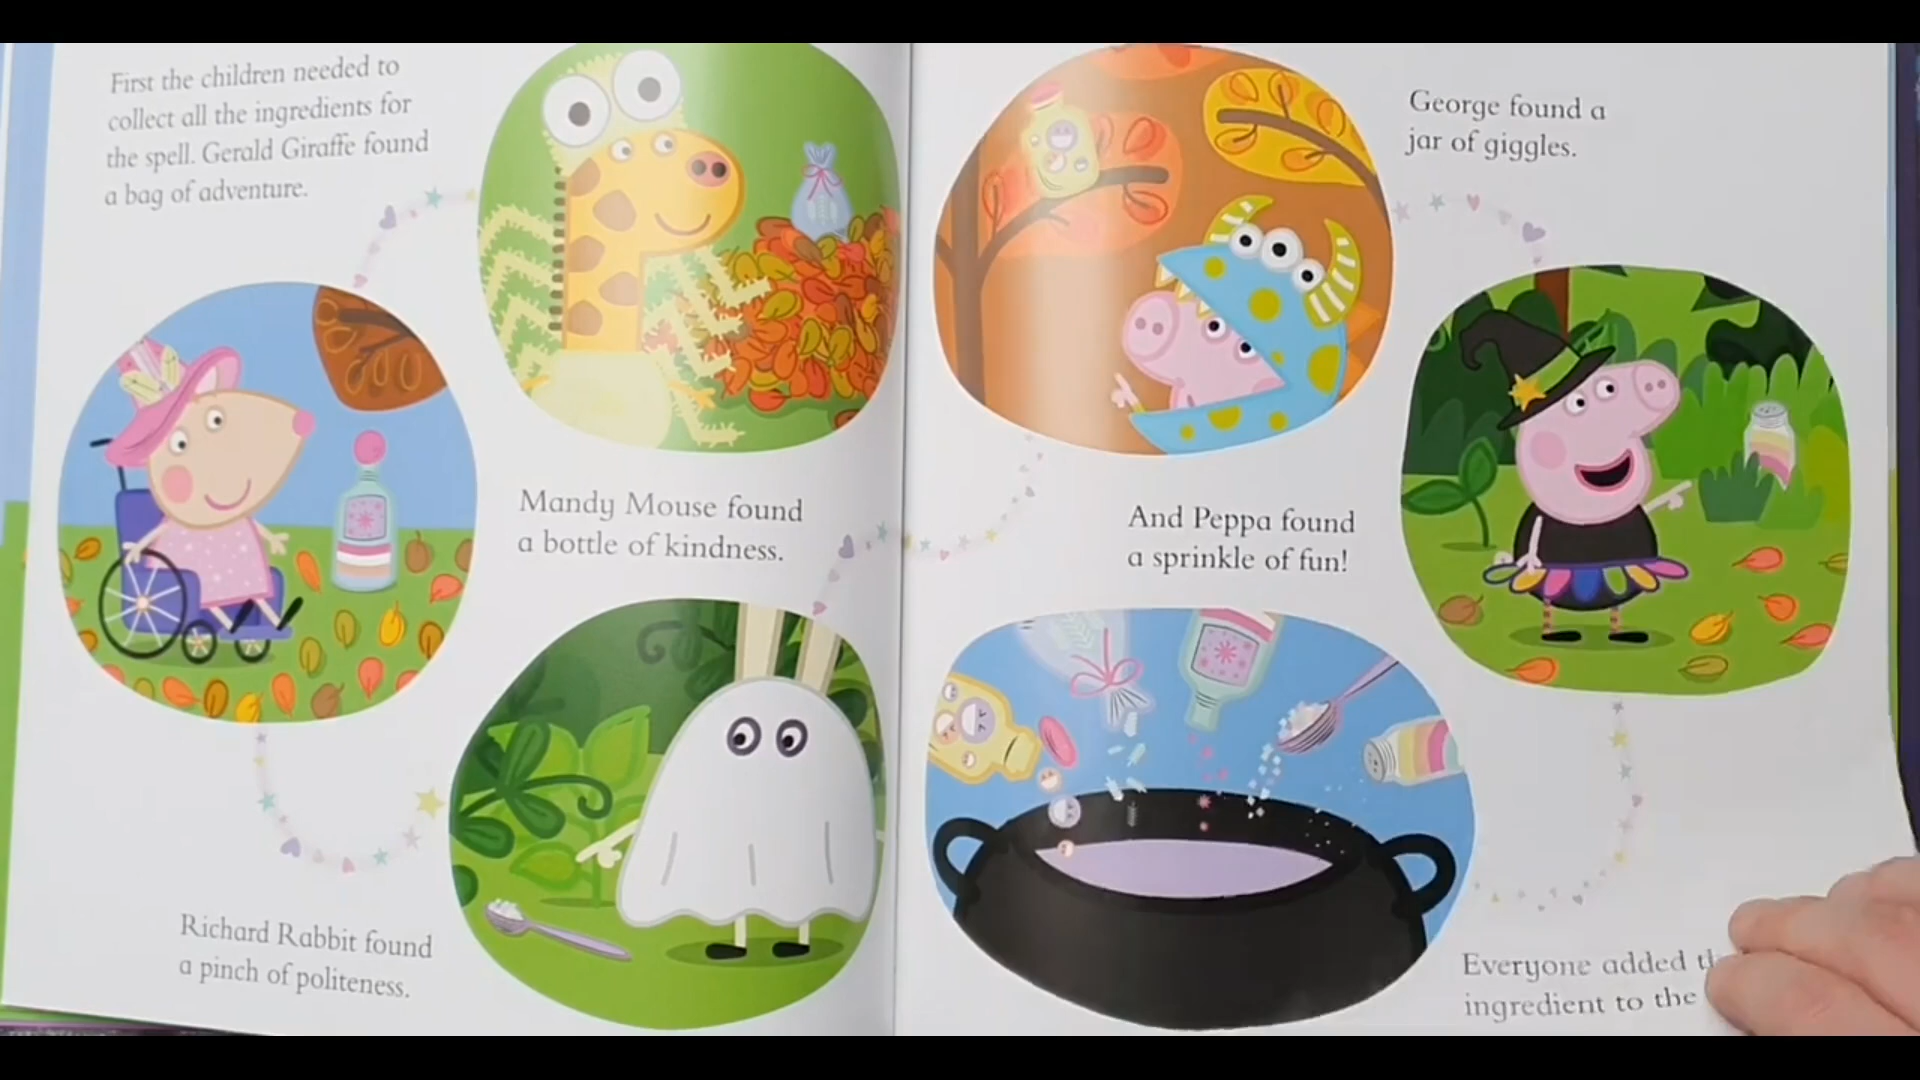 First the children needed to
collect all the ingredients for
the spell. Gerald Giraffe found
a bag of adventure.
Mandy Mouse found
a bottle of kindness.
Richard Rabbit found
a pinch of politeness.
George found a
jar of giggles.
And Peppa found
a sprinkle of fun!
Everyone added
ingredient to the